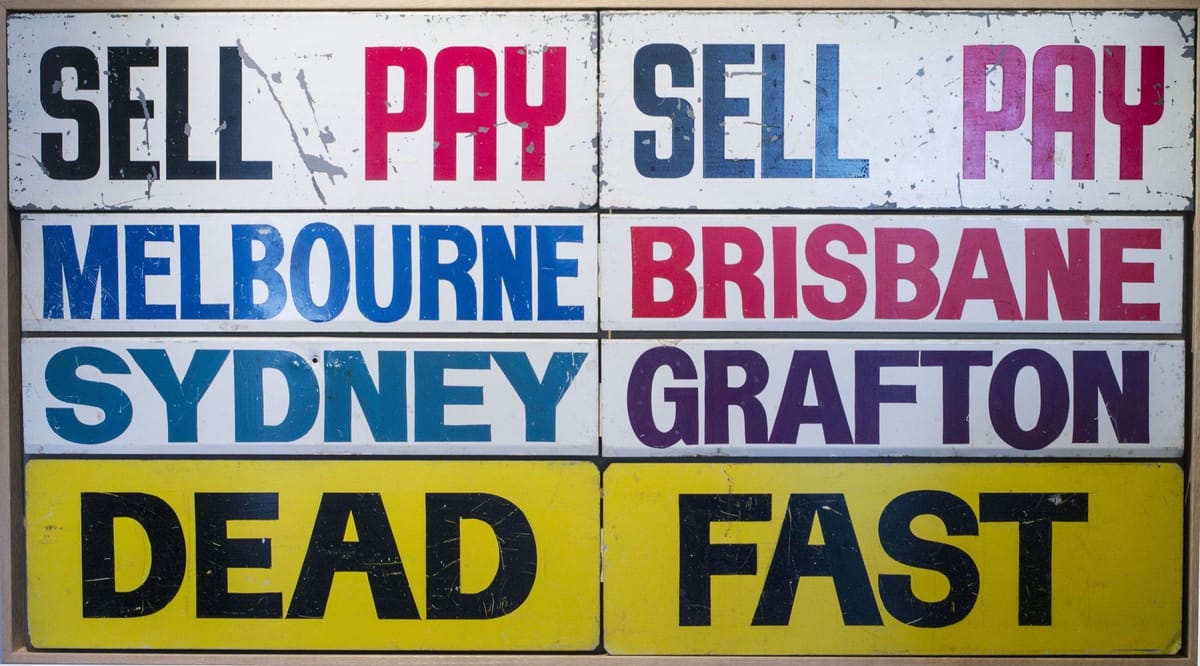 SELL PAY SELL PAY
MELBOURNE BRISBANE
SYDNEY GRAFTON
DEAD FAST